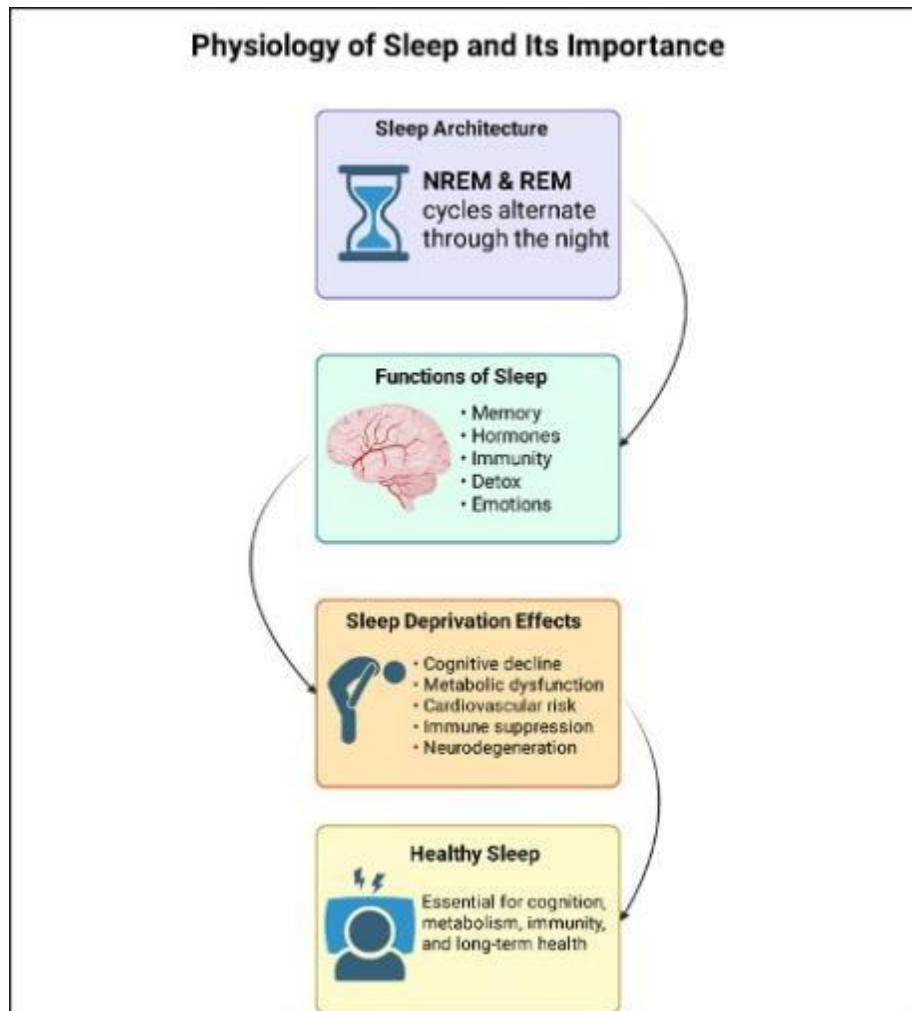 Physiology of Sleep and Its Importance
Sleep Architecture
NREM & REM
cycles alternate
through the night
Functions of Sleep
• Memory
• Hormones
• Immunity
• Detox
• Emotions
Sleep Deprivation Effects
• Cognitive decline
• Metabolic dysfunction
• Cardiovascular risk
• Immune suppression
• Neurodegeneration
Healthy Sleep
Essential for cognition,
metabolism, immunity,
and long-term health